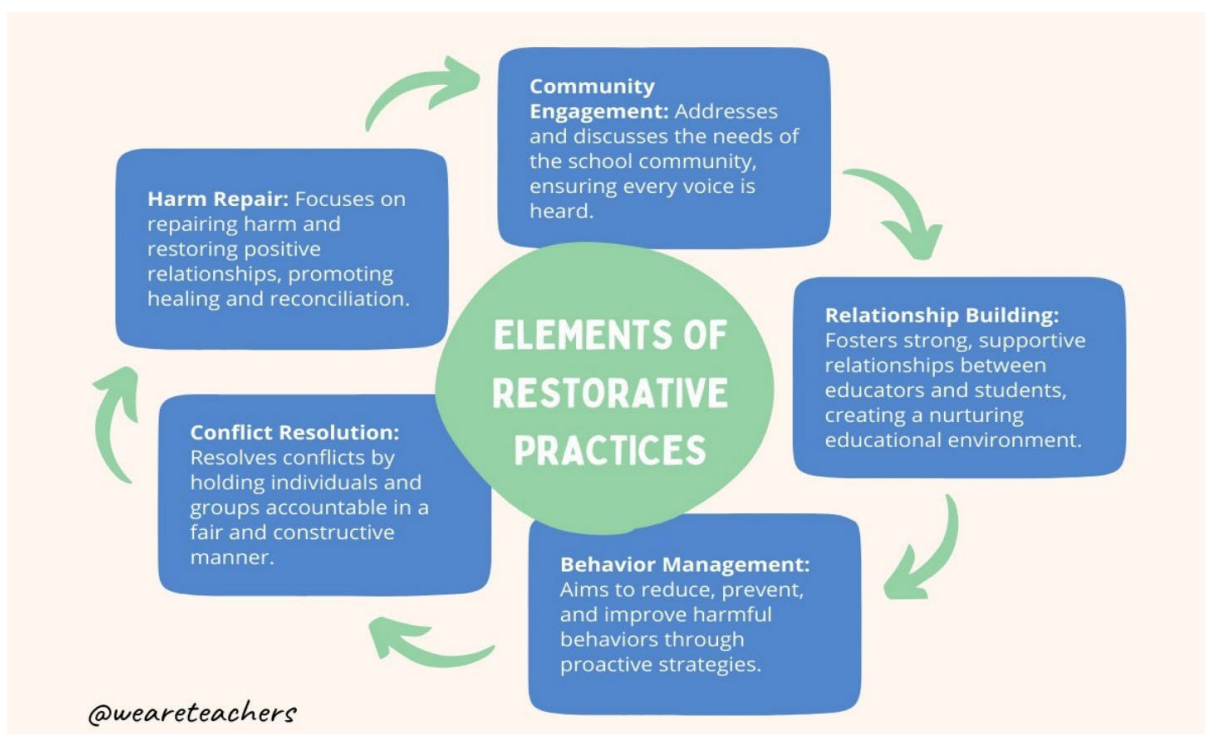 Community
Engagement: Addresses
and discusses the needs of
the school community,
ensuring every voice is
heard.
Relationship Building:
Fosters strong, supportive
relationships between
educators and students,
creating a nurturing
educational environment.
Behavior Management:
Aims to reduce, prevent,
and improve harmful
behaviors through
proactive strategies.
Conflict Resolution:
Resolves conflicts by
holding individuals and
groups accountable in a
fair and constructive
manner.
Harm Repair: Focuses on
repairing harm and
restoring positive
relationships, promoting
healing and reconciliation.
ELEMENTS OF
RESTORATIVE
PRACTICES
@weareteachers